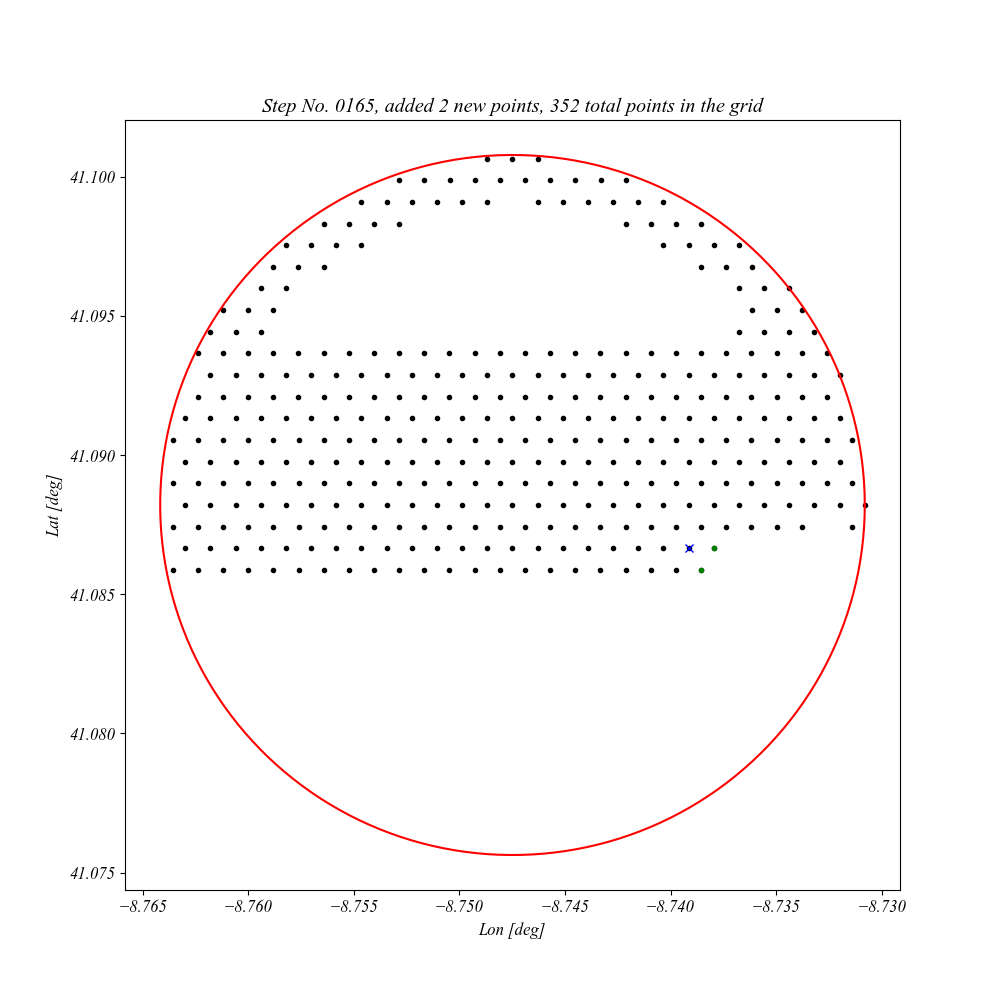 Step No. 0165, added 2 new points, 352 total points in the grid
41.100
41.095
41.090
41.085
41.080
41.075
Lat [deg]
−8.765 −8.760 −8.755 −8.750 −8.745 −8.740 −8.735 −8.730
Lon [deg]